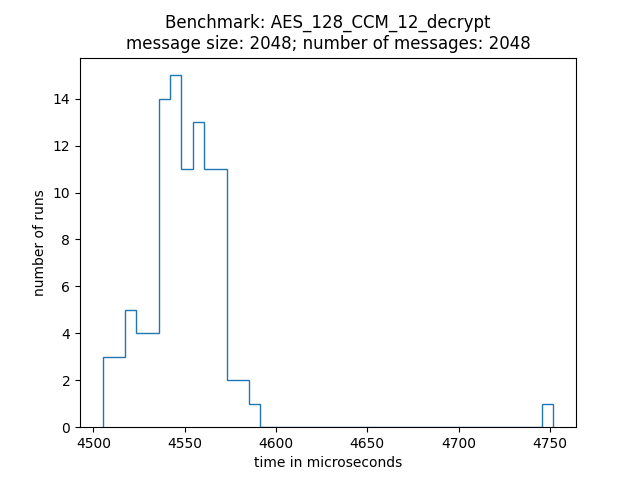 Benchmark: AES_128_CCM_12_decrypt
message size: 2048; number of messages: 2048
14
12
10
8
6
4
2
0
number of runs
4500 4550 4600 4650 4700 4750
time in microseconds